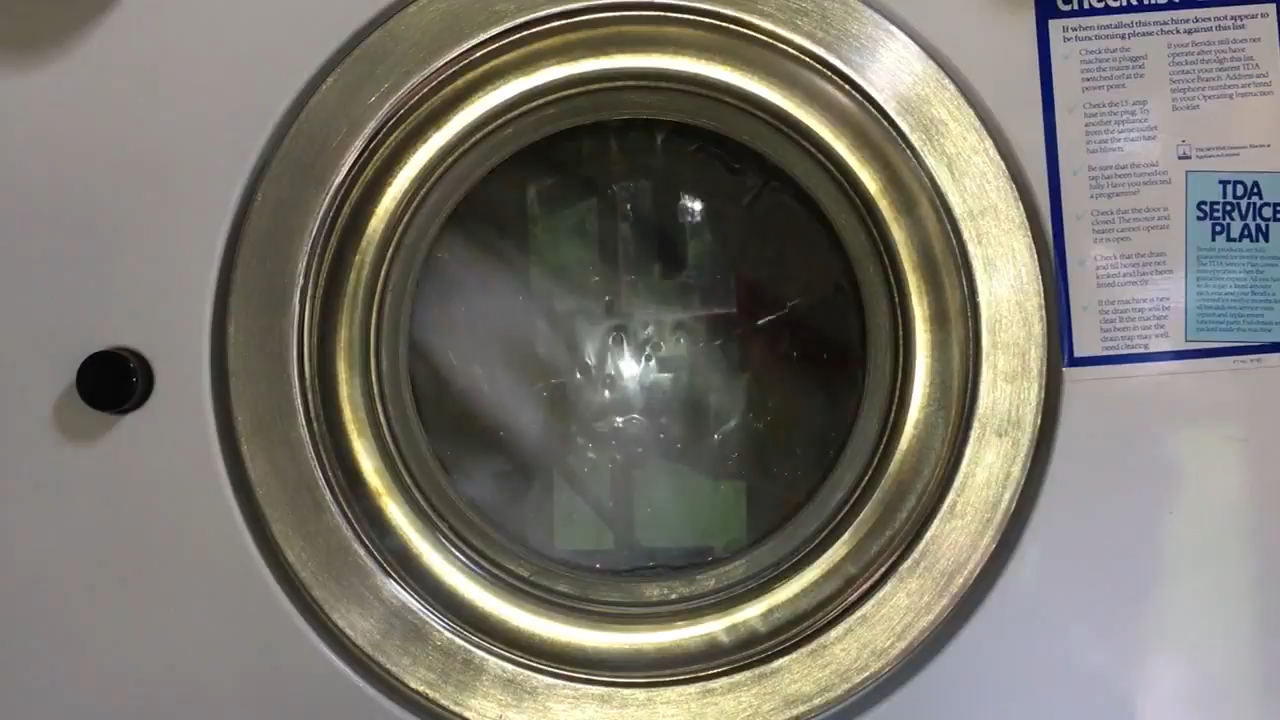 If when installed this machine does not appear to
be functioning please check against this list:
Check that the
machine is plugged
into the mains and
switched on at the
power point.
Check the 13 amp
fuse in the plug. Try
another appliance
from the same outlet
in case the main fuse
has blown.
Be sure that the cold
tap has been turned on
fully. Have you selected
a programme?
Check that the door is
closed. The motor and
heater cannot operate
if it is open.
Check that the drain
and fill hoses are not
kinked and have been
fitted correctly.
If the machine is new
the drain trap will be
clear. If the machine
has been in use the
drain trap may well
need clearing.
If your Bendix still does not
operate after you have
checked through this list,
contact your nearest TDA
Service Branch. Address and
telephone numbers are listed
in your Operating Instruction
Booklet.
TDA
SERVICE
PLAN